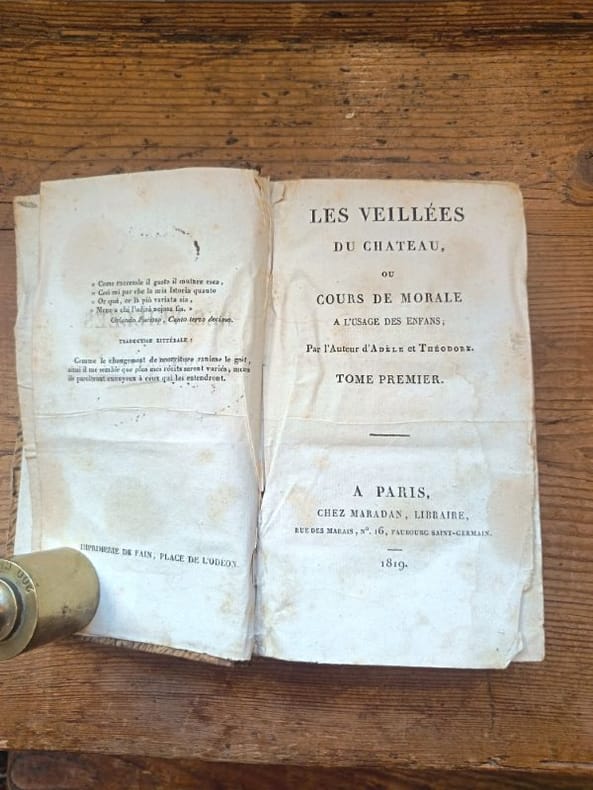 « Come raccende il gusto il mutare esca,
« Così mi par che la mia Istoria quanto
« Or quà, or là più variata sia,
« Meno a chi l'udirà nojosa fia. »
Orlando Furioso, Canto terzo decimo.
TRADUCTION LITTÉRALE :
Comme le changement de nourriture ranime le goût,
ainsi il me semble que plus mes récits seront variés, moins
ils paraîtront ennuyeux à ceux qui les entendront.
IMPRIMERIE DE FAIN, PLACE DE L'ODEON.
LES VEILLÉES
DU CHATEAU,
OU
COURS DE MORALE
A L'USAGE DES ENFANS;
Par l'Auteur d'ADÈLE et THÉODORE.
TOME PREMIER.
A PARIS,
CHEZ MARADAN, LIBRAIRE,
RUE DES MARAIS, N°. 16, FAUBOURG SAINT-GERMAIN.
1819.
200